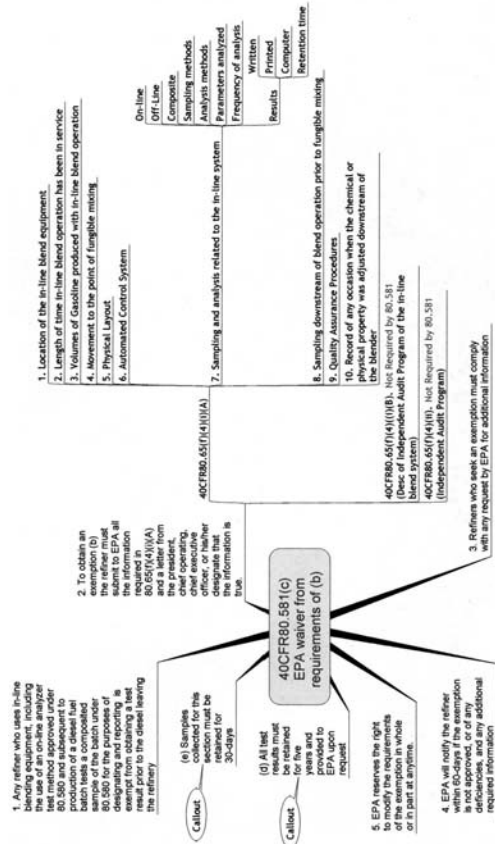 1. Any refiner who uses in-line
blending equipment, including
the use of an on-line analyzer
test method approved under
80.580 and subsequent to
production of a diesel fuel
batch tests a composited
sample of the batch under
80.580 for the purposes of
designating and reporting is
exempt from obtaining a test
result prior to the diesel leaving
the refinery
Callout
(e) Samples
collected for this
section must be
retained for
30-days
Callout
(d) All test
results must
be retained
for five
years and
provided to
EPA upon
request
5. EPA reserves the right
to modify the requirements
of the exemption in whole
or in part at anytime.
4. EPA will notify the refiner
within 60-days if the exemption
is not approved, or of any
deficiencies, and any additional
required information
40CFR80.581(c)
EPA waiver from
requirements of (b)
2. To obtain an
exemption (b)
the refiner must
submit to EPA all
the information
required in
80.65(f)(4)(i)(A)
and a letter from
the president,
chief operating,
chief executive
officer, or his/her
designate that
the information is
true.
3. Refiners who seek an exemption must comply
with any request by EPA for additional information
40CFR80.65(f)(4)(i)(A)
1. Location of the in-line blend equipment
2. Length of time in-line blend operation has been in service
3. Volumes of Gasoline produced with in-line blend operation
4. Movement to the point of fungible mixing
5. Physical Layout
6. Automated Control System
7. Sampling and analysis related to the in-line system
On-line
Off-Line
Composite
Sampling methods
Analysis methods
Parameters analyzed
Frequency of analysis
Results
Written
Printed
Computer
Retention time
8. Sampling downstream of blend operation prior to fungible mixing
9. Quality Assurance Procedures
10. Record of any occasion when the chemical or
physical property was adjusted downstream of
the blender
40CFR80.65(f)(4)(i)(B). Not Required by 80.581
(Desc of Independent Audit Program of the in-line
blend system)
40CFR80.65(f)(4)(ii). Not Required by 80.581
(Independent Audit Program)